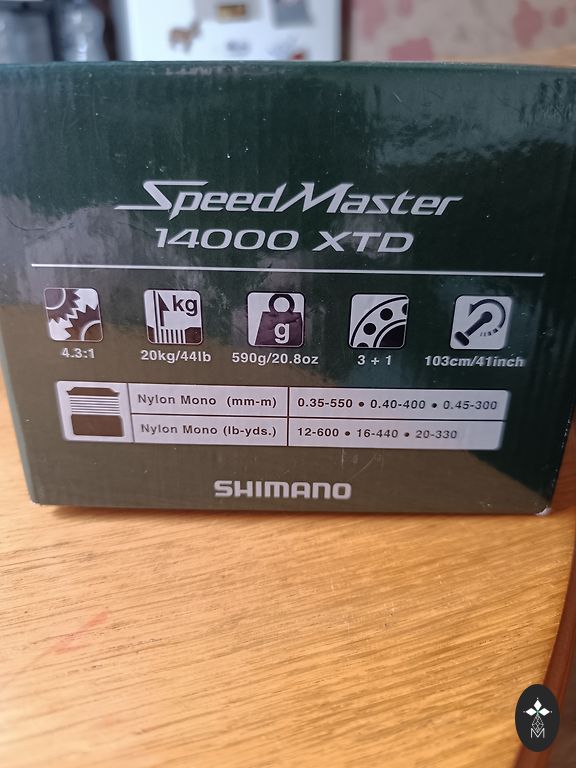 SpeedMaster
14000 XTD
kg
g
4.3:1 20kg/44lb 590g/20.8oz 3 + 1 103cm/41inch
Nylon Mono (mm-m) 0.35-550 • 0.40-400 • 0.45-300
Nylon Mono (lb-yds.) 12-600 • 16-440 • 20-330
SHIMANO
M